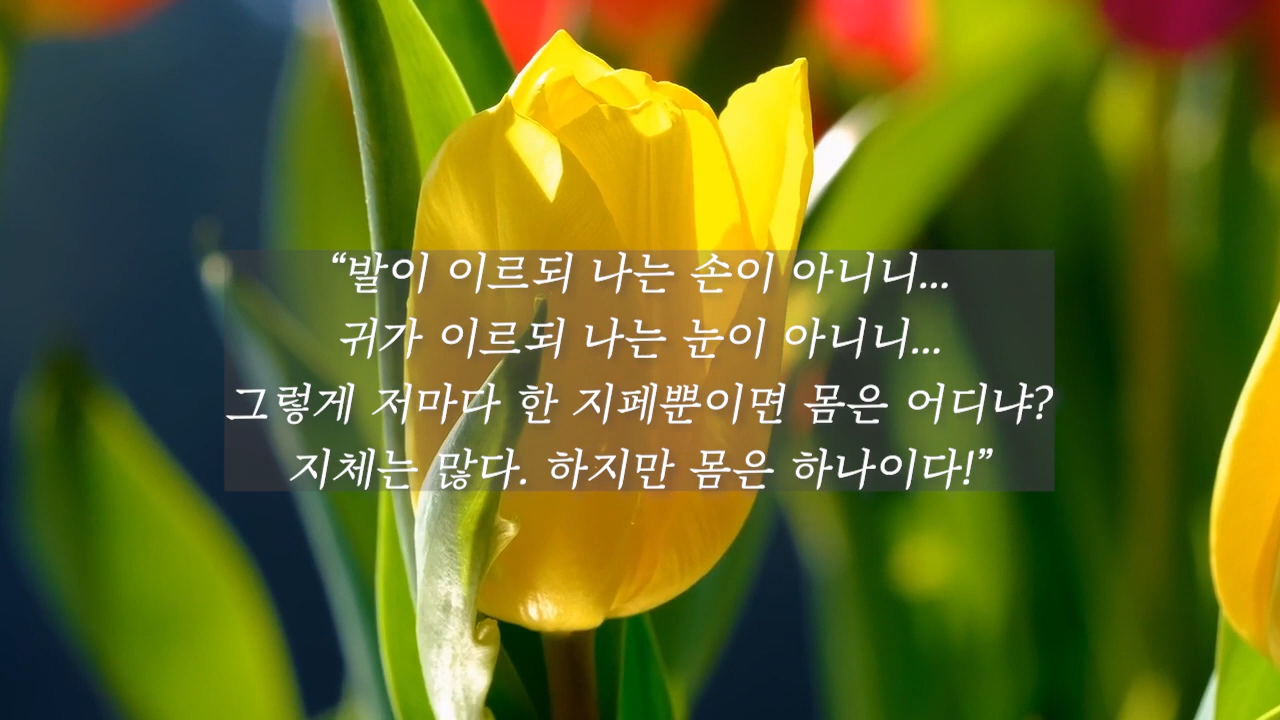 “발이 이르되 나는 손이 아니니...
귀가 이르되 나는 눈이 아니니...
그렇게 저마다 한 지페뿐이면 몸은 어디냐?
지체는 많다. 하지만 몸은 하나이다!”